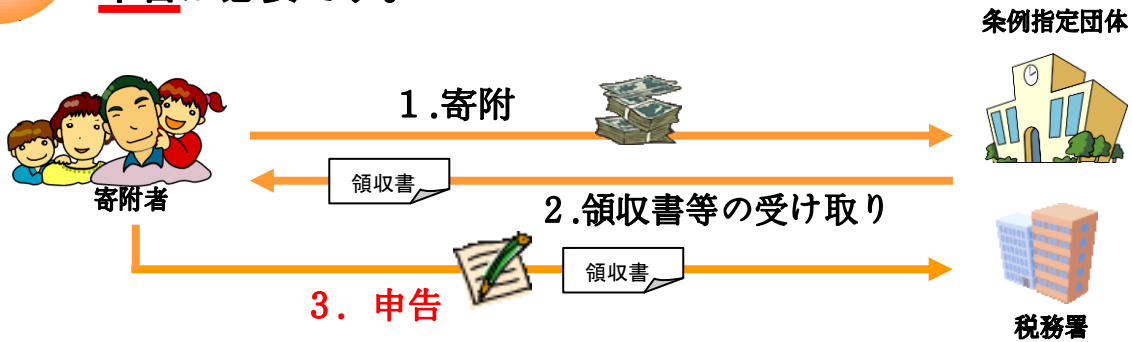 条例指定団体
1.寄附
領収書
寄附者
2.領収書等の受け取り
領収書
3. 申告
税務署